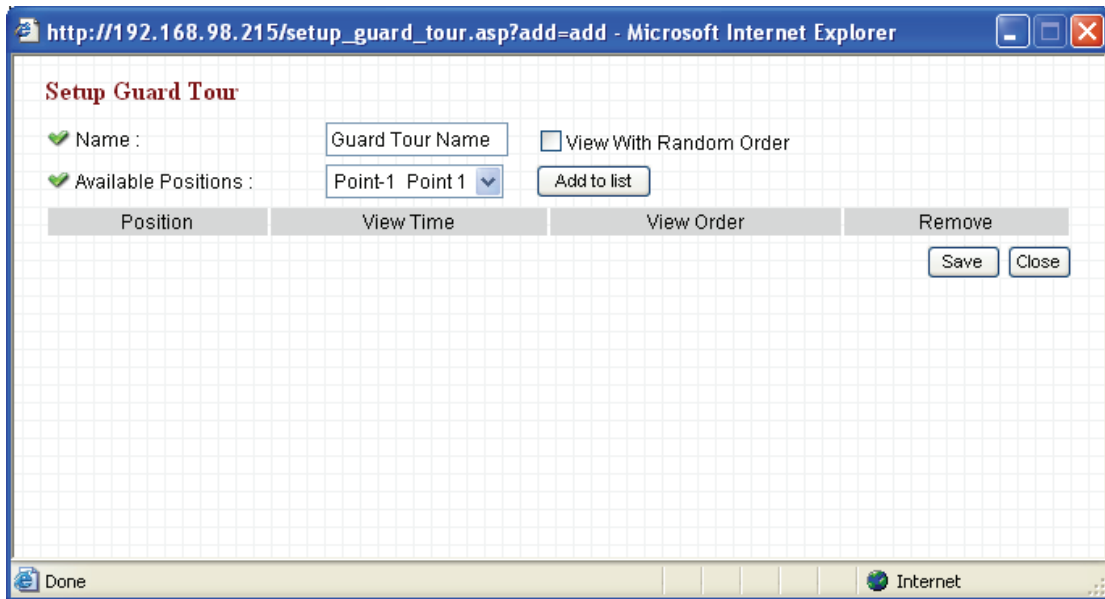 http://192.168.98.215/setup_guard_tour.asp?add=add - Microsoft Internet Explorer
Setup Guard Tour
Name : Guard Tour Name View With Random Order
Available Positions : Point-1 Point 1 Add to list
Position View Time View Order Remove
Save Close
Done Internet